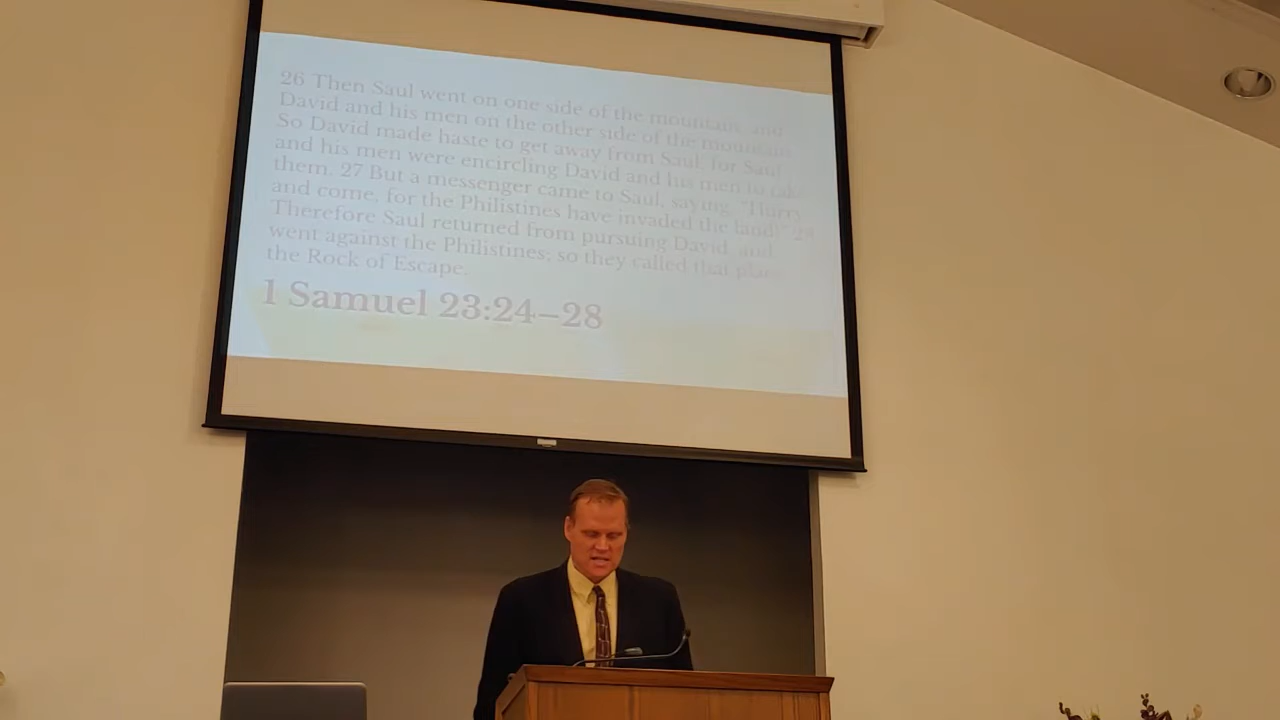 26 Then Saul went on one side of the mountain, and
David and his men on the other side of the mountain.
So David made haste to get away from Saul, for Saul
and his men were encircling David and his men to take
them. 27 But a messenger came to Saul, saying, "Hurry
and come, for the Philistines have invaded the land!" 28
Therefore Saul returned from pursuing David, and
went against the Philistines; so they called that place
the Rock of Escape.
1 Samuel 23:24–28